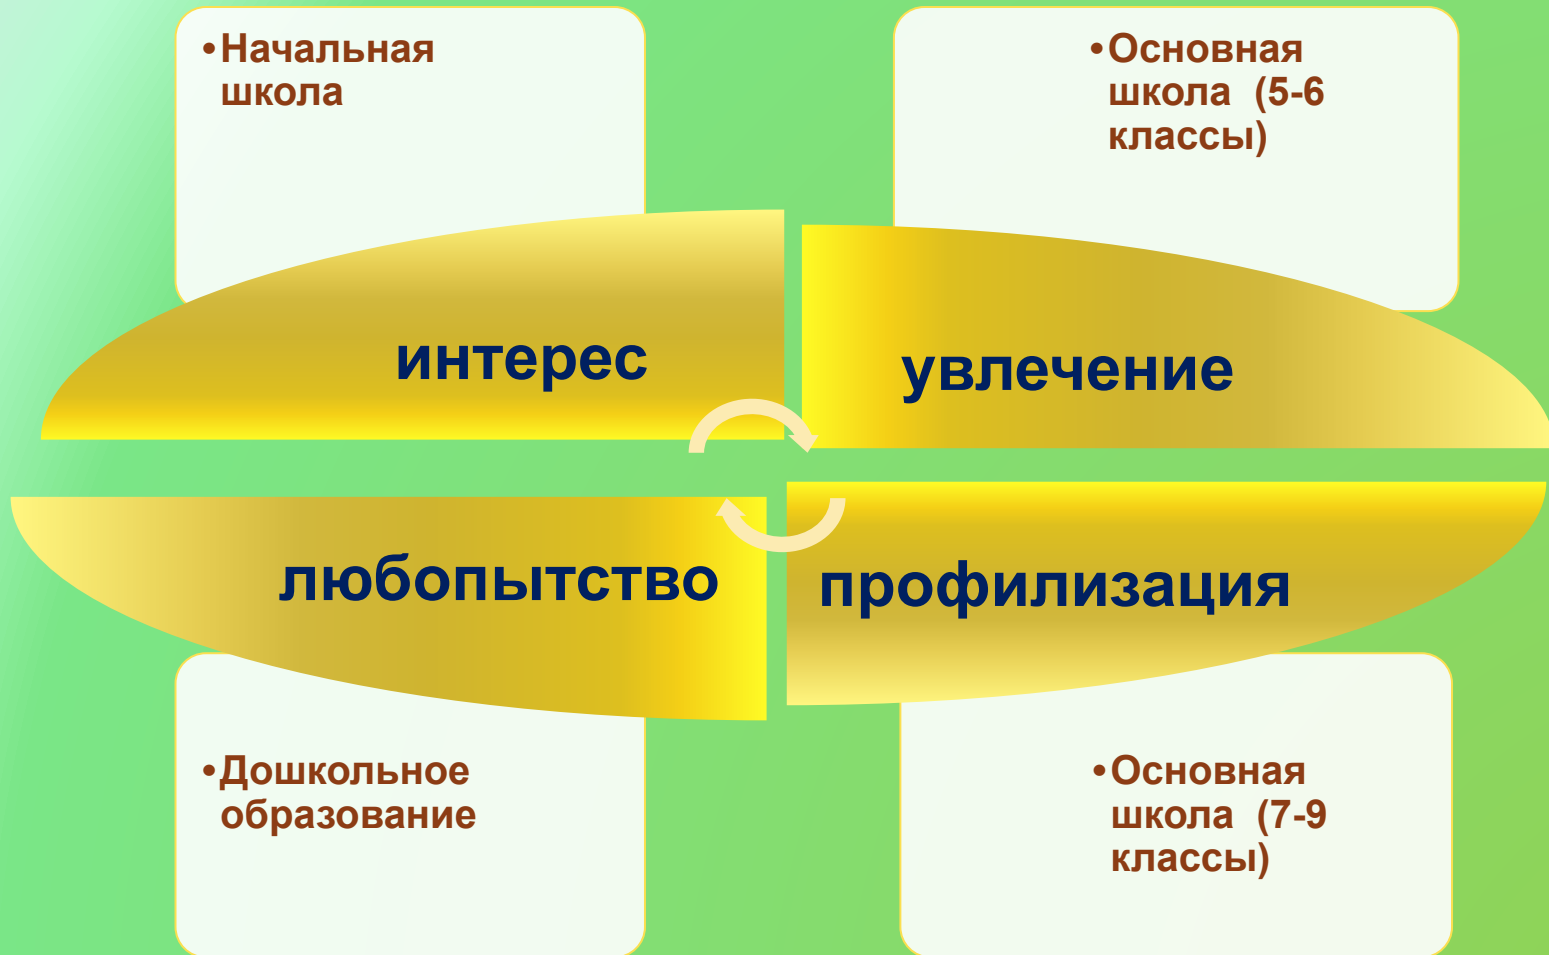 •Начальная
школа
•Основная
школа (5-6
классы)
интерес
увлечение
любопытство
профилизация
•Дошкольное
образование
•Основная
школа (7-9
классы)